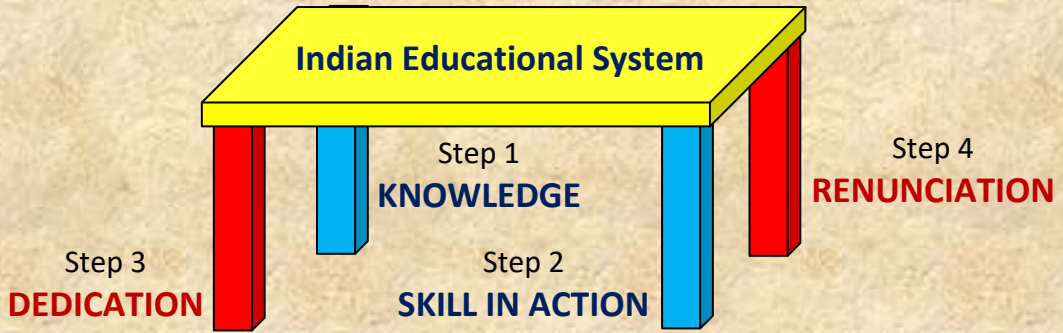 Indian Educational System
Step 1
KNOWLEDGE
Step 4
RENUNCIATION
Step 3
DEDICATION
Step 2
SKILL IN ACTION